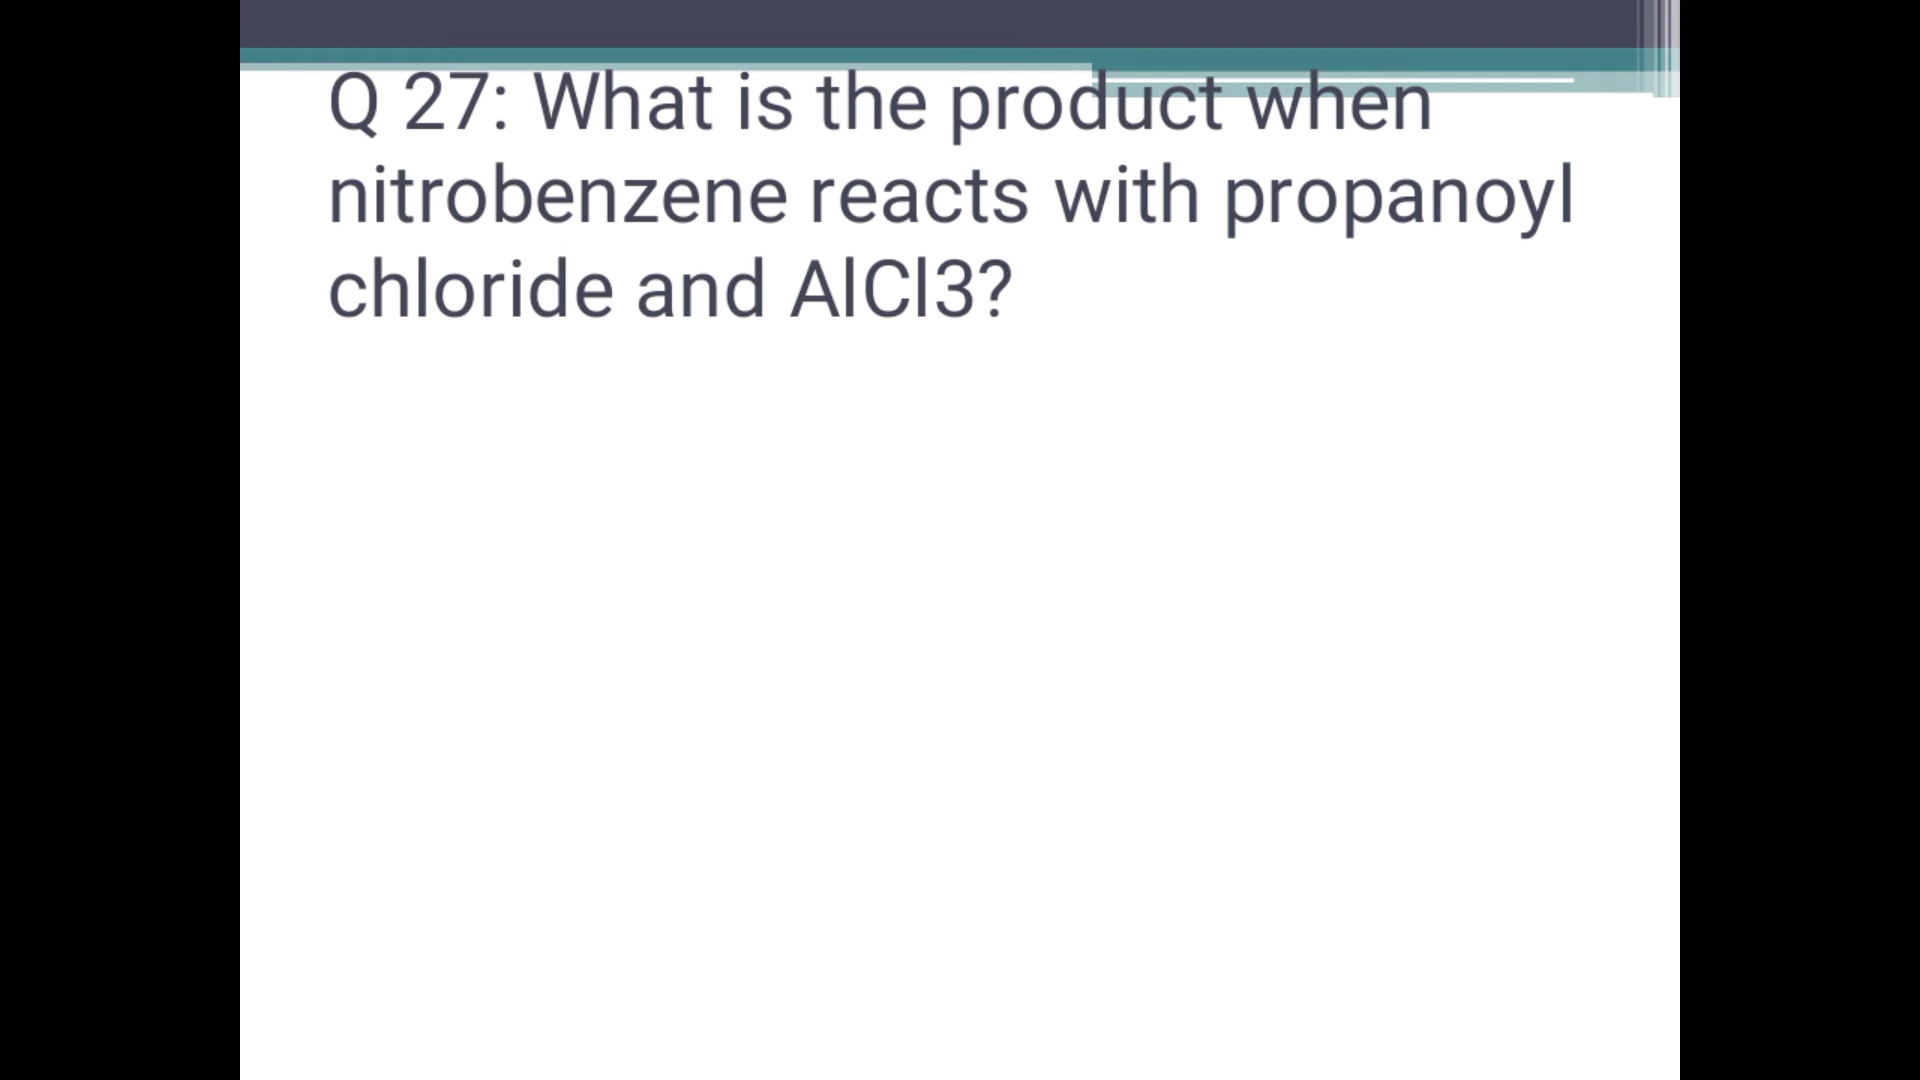 Q 27: What is the product when
nitrobenzene reacts with propanoyl
chloride and AlCl3?